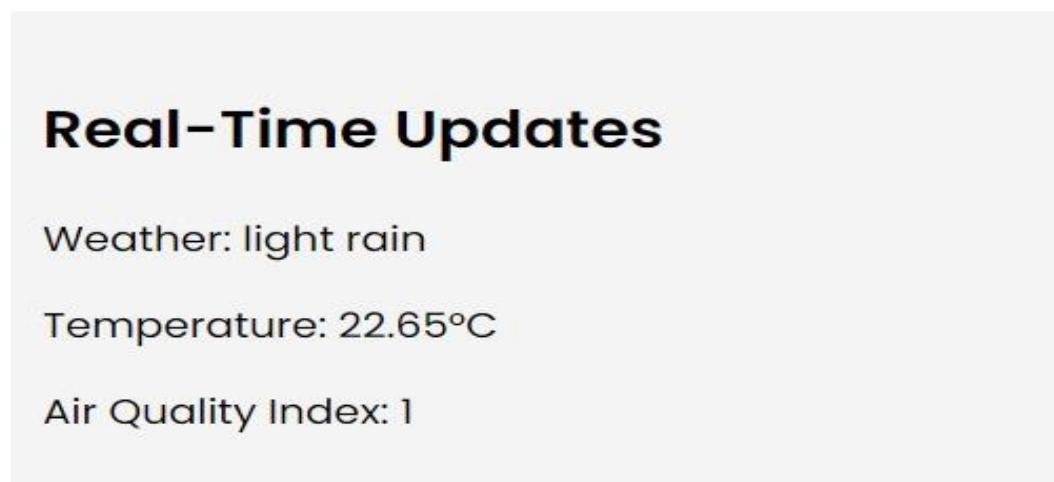 Real-Time Updates
Weather: light rain
Temperature: 22.65°C
Air Quality Index: 1